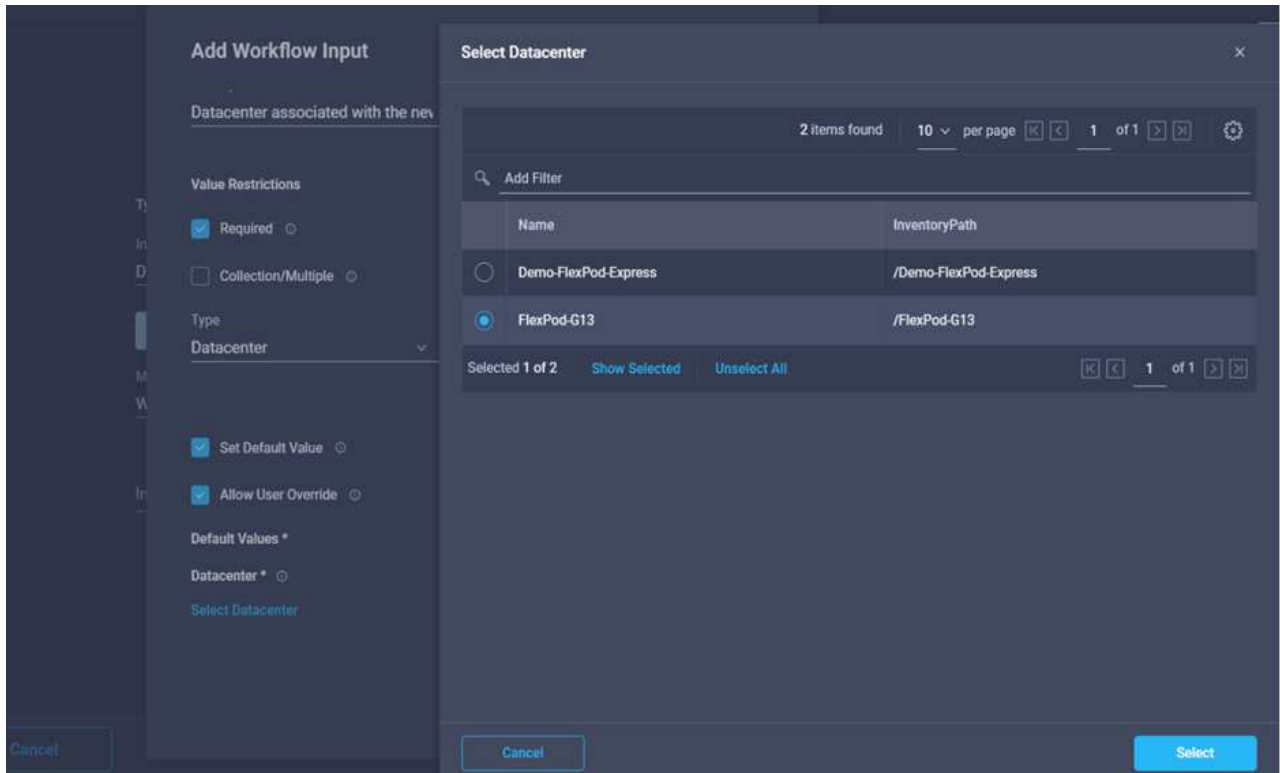 Add Workflow Input
Datacenter associated with the new
Value Restrictions
Required
Collection/Multiple
Type
Datacenter
Set Default Value
Allow User Override
Default Values *
Datacenter *
Select Datacenter
Cancel
Select Datacenter
2 items found 10 per page 1 of 1
Add Filter
Name InventoryPath
Demo-FlexPod-Express /Demo-FlexPod-Express
FlexPod-G13 /FlexPod-G13
Selected 1 of 2 Show Selected Unselect All 1 of 1
Cancel Select